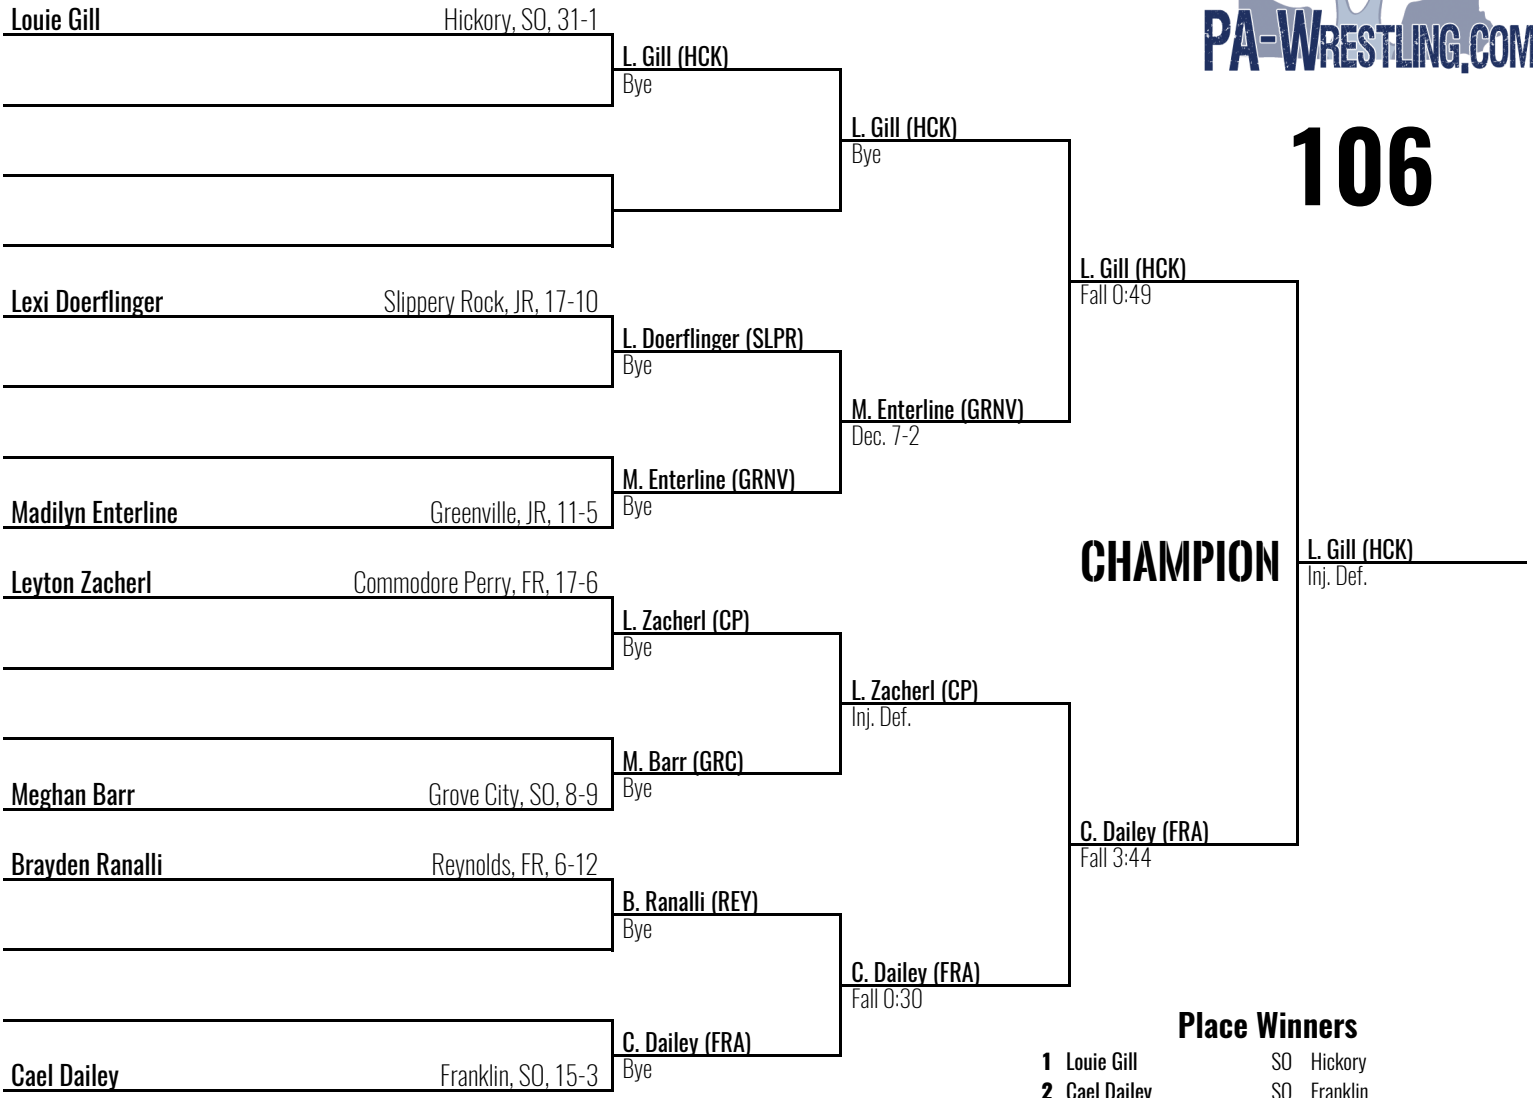 Louie Gill Hickory, SO, 31-1
PA-WRESTLING.COM
L. Gill (HCK)
Bye
L. Gill (HCK)
Bye
106
L. Gill (HCK)
Fall 0:49
Lexi Doerflinger Slippery Rock, JR, 17-10
L. Doerflinger (SLPR)
Bye
M. Enterline (GRNV)
Dec. 7-2
M. Enterline (GRNV)
Bye
Madilyn Enterline Greenville, JR, 11-5
CHAMPION
L. Gill (HCK)
Inj. Def.
Leyton Zacherl Commodore Perry, FR, 17-6
L. Zacherl (CP)
Bye
L. Zacherl (CP)
Inj. Def.
M. Barr (GRC)
Bye
Meghan Barr Grove City, SO, 8-9
C. Dailey (FRA)
Fall 3:44
Brayden Ranalli Reynolds, FR, 6-12
B. Ranalli (REY)
Bye
C. Dailey (FRA)
Fall 0:30
C. Dailey (FRA)
Bye
Cael Dailey Franklin, SO, 15-3
Place Winners
1 Louie Gill SO Hickory
2 Cael Dailey SO Franklin